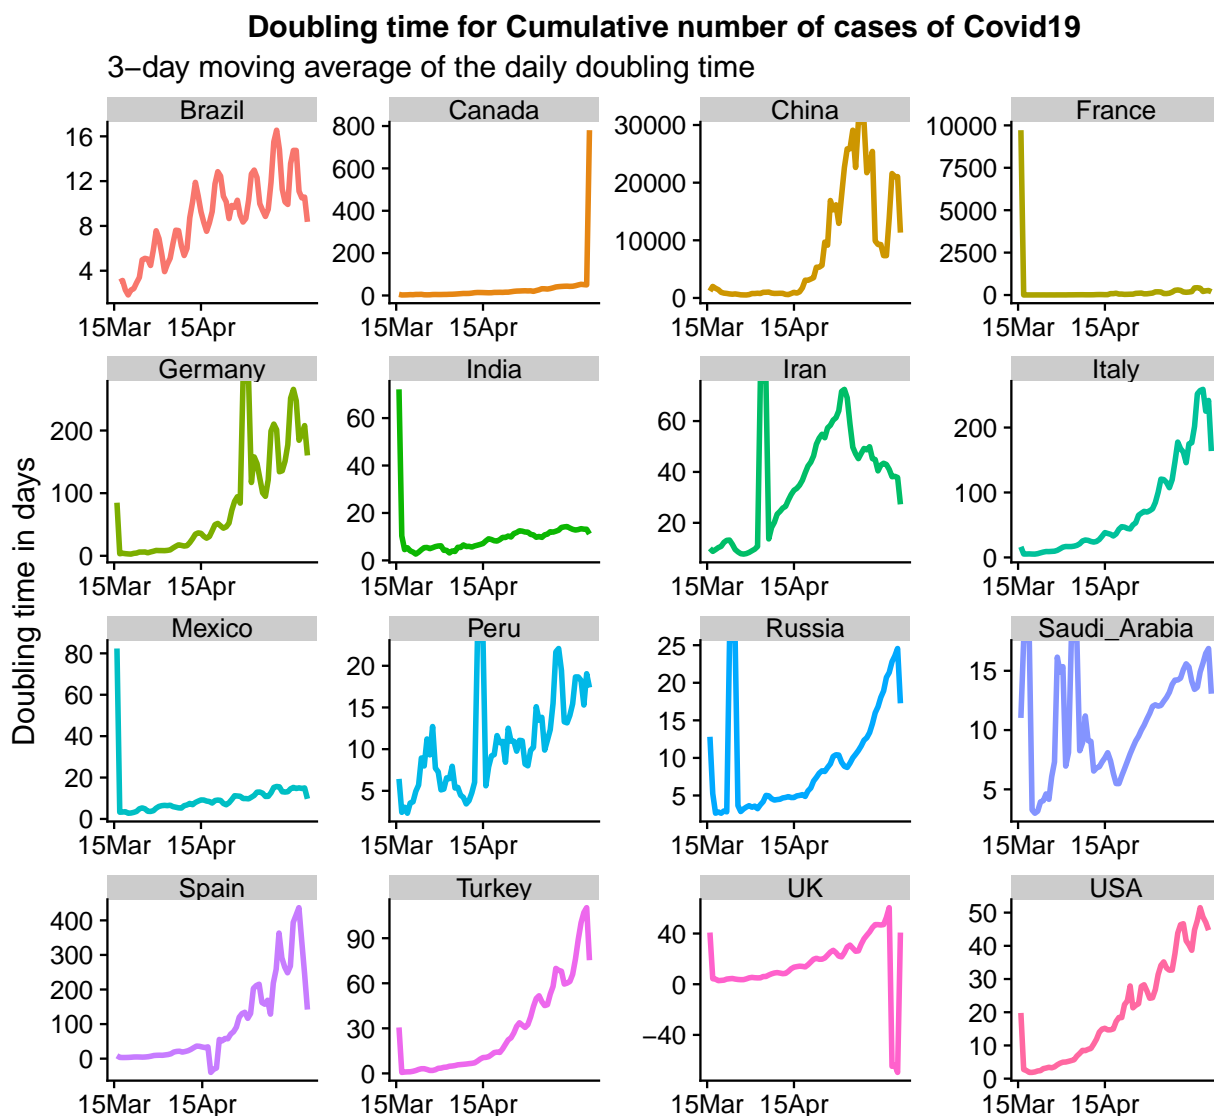 Doubling time for Cumulative number of cases of Covid19
3−day moving average of the daily doubling time
Doubling time in days
Brazil
16
12
8
4
15Mar 15Apr
Canada
800
600
400
200
0
15Mar 15Apr
China
30000
20000
10000
0
15Mar 15Apr
France
10000
7500
5000
2500
0
15Mar 15Apr
Germany
200
100
0
15Mar 15Apr
India
60
40
20
0
15Mar 15Apr
Iran
60
40
20
15Mar 15Apr
Italy
200
100
0
15Mar 15Apr
Mexico
80
60
40
20
0
15Mar 15Apr
Peru
20
15
10
5
15Mar 15Apr
Russia
25
20
15
10
5
15Mar 15Apr
Saudi_Arabia
15
10
5
15Mar 15Apr
Spain
400
300
200
100
0
15Mar 15Apr
Turkey
90
60
30
0
15Mar 15Apr
UK
40
0
−40
15Mar 15Apr
USA
50
40
30
20
10
0
15Mar 15Apr